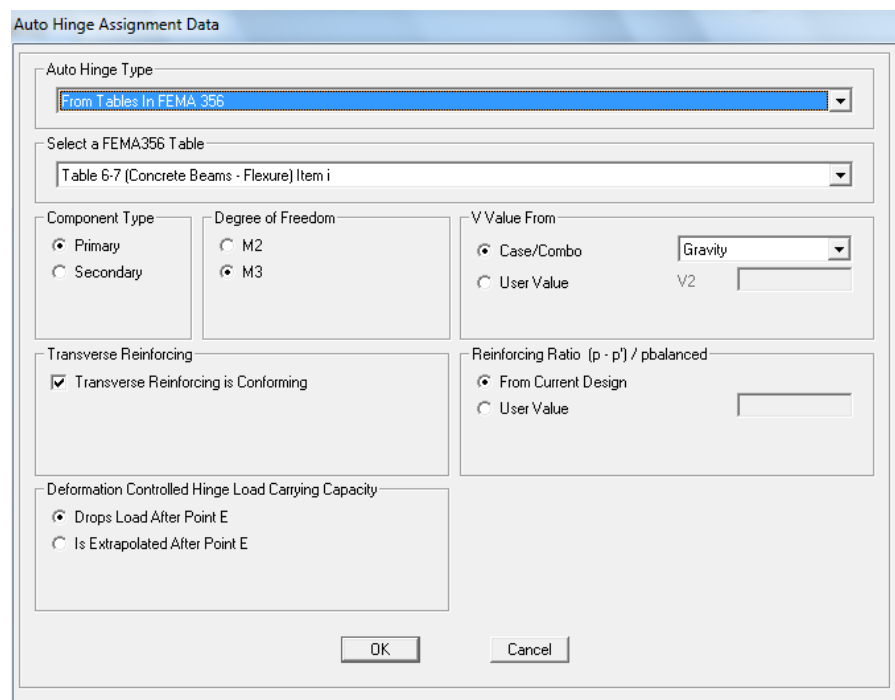 Auto Hinge Assignment Data
Auto Hinge Type
From Tables In FEMA 356
Select a FEMA356 Table
Table 6-7 (Concrete Beams - Flexure) Item i
Component Type
Primary
Secondary
Degree of Freedom
M2
M3
V Value From
Case/Combo
Gravity
User Value
V2
Transverse Reinforcing
Transverse Reinforcing is Conforming
Reinforcing Ratio (p - p') / pbalanced
From Current Design
User Value
Deformation Controlled Hinge Load Carrying Capacity
Drops Load After Point E
Is Extrapolated After Point E
OK
Cancel